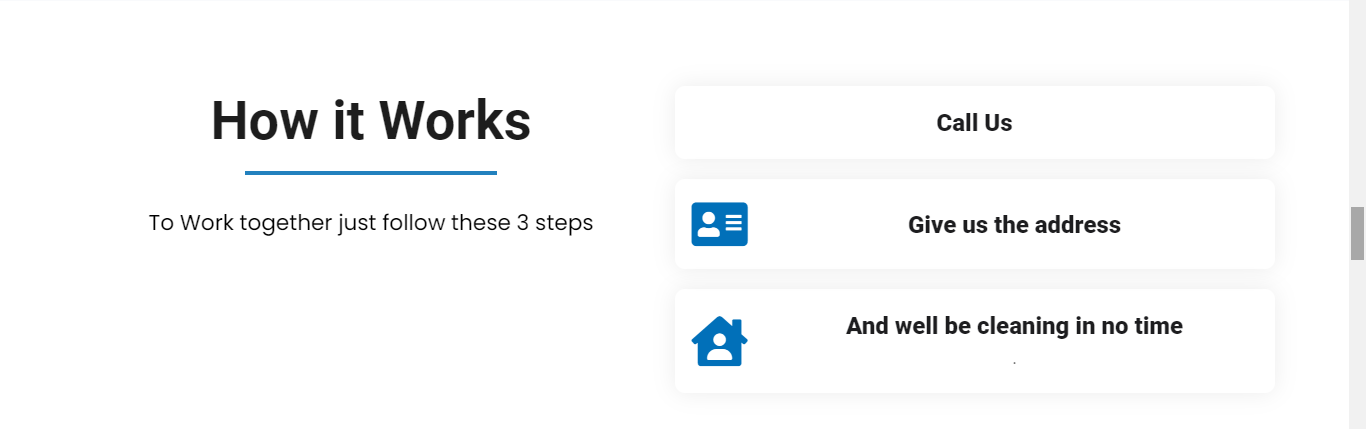 How it Works
To Work together just follow these 3 steps
Call Us
Give us the address
And well be cleaning in no time
.